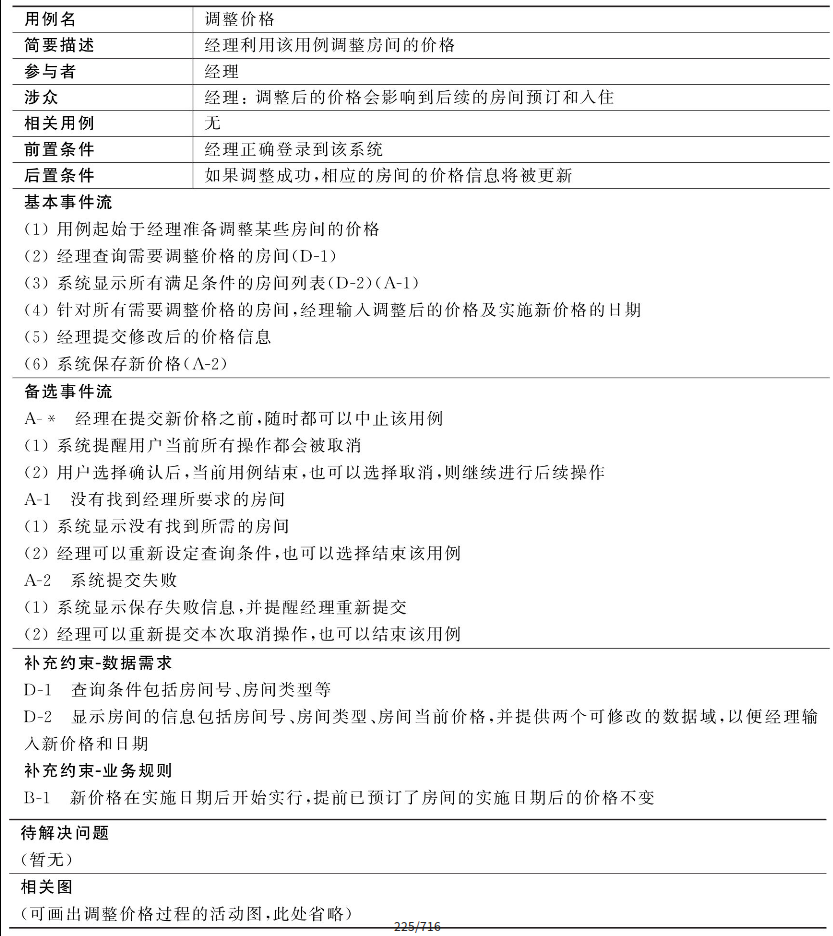 用例名 调整价格
简要描述 经理利用该用例调整房间的价格
参与者 经理
涉众 经理：调整后的价格会影响到后续的房间预订和入住
相关用例 无
前置条件 经理正确登录到该系统
后置条件 如果调整成功,相应的房间的价格信息将被更新
基本事件流
(1) 用例起始于经理准备调整某些房间的价格
(2) 经理查询需要调整价格的房间(D-1)
(3) 系统显示所有满足条件的房间列表(D-2)(A-1)
(4) 针对所有需要调整价格的房间,经理输入调整后的价格及实施新价格的日期
(5) 经理提交修改后的价格信息
(6) 系统保存新价格(A-2)
备选事件流
A-* 经理在提交新价格之前,随时都可以中止该用例
(1) 系统提醒用户当前所有操作都会被取消
(2) 用户选择确认后,当前用例结束,也可以选择取消,则继续进行后续操作
A-1 没有找到经理所要求的房间
(1) 系统显示没有找到所需的房间
(2) 经理可以重新设定查询条件,也可以选择结束该用例
A-2 系统提交失败
(1) 系统显示保存失败信息,并提醒经理重新提交
(2) 经理可以重新提交本次取消操作,也可以结束该用例
补充约束-数据需求
D-1 查询条件包括房间号、房间类型等
D-2 显示房间的信息包括房间号、房间类型、房间当前价格,并提供两个可修改的数据域,以便经理输
入新价格和日期
补充约束-业务规则
B-1 新价格在实施日期后开始实行,提前已预订了房间的实施日期后的价格不变
待解决问题
(暂无)
相关图
(可画出调整价格过程的活动图,此处省略)
225/716